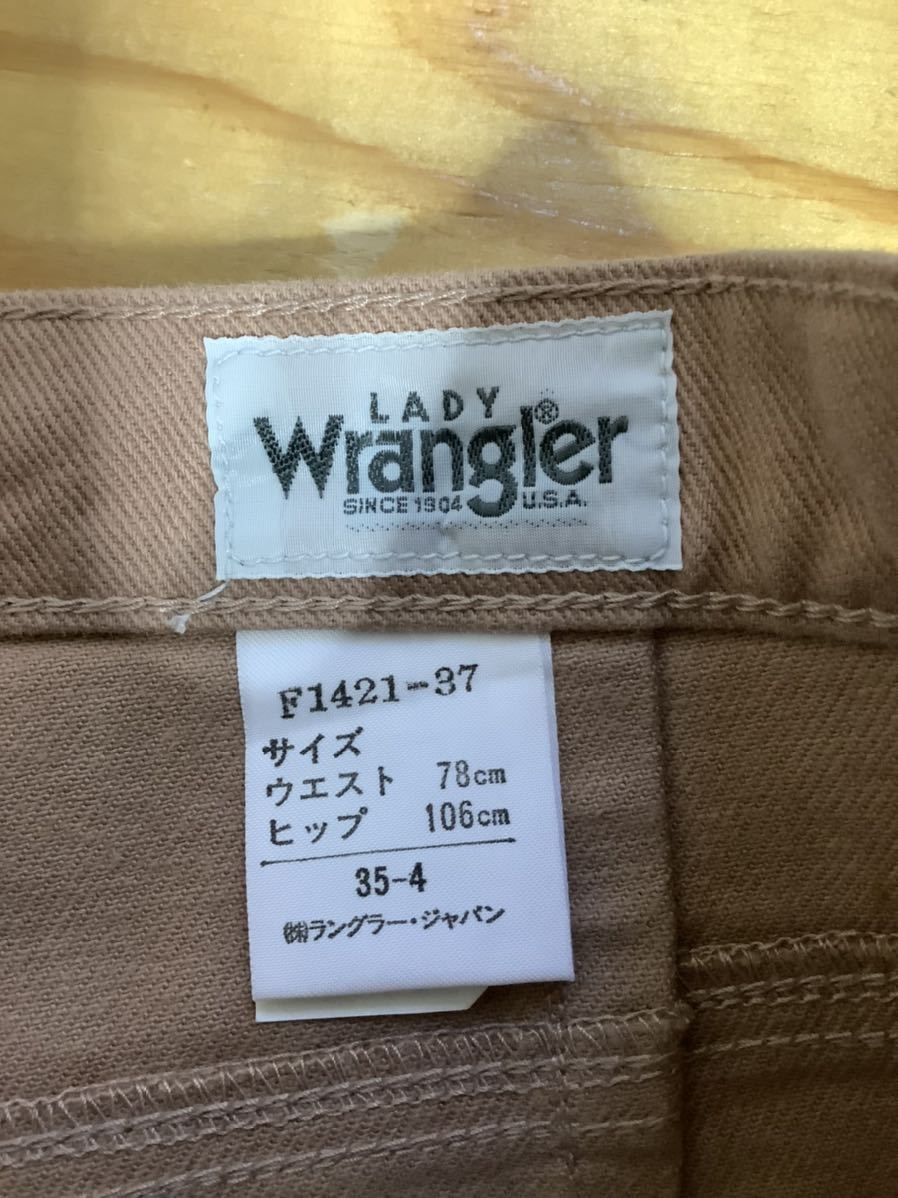 LADY
Wrangler®
SINCE 1904 U.S.A.
F1421-37
サイズ
ウエスト 78cm
ヒップ 106cm
35-4
㈱ラングラー・ジャパン